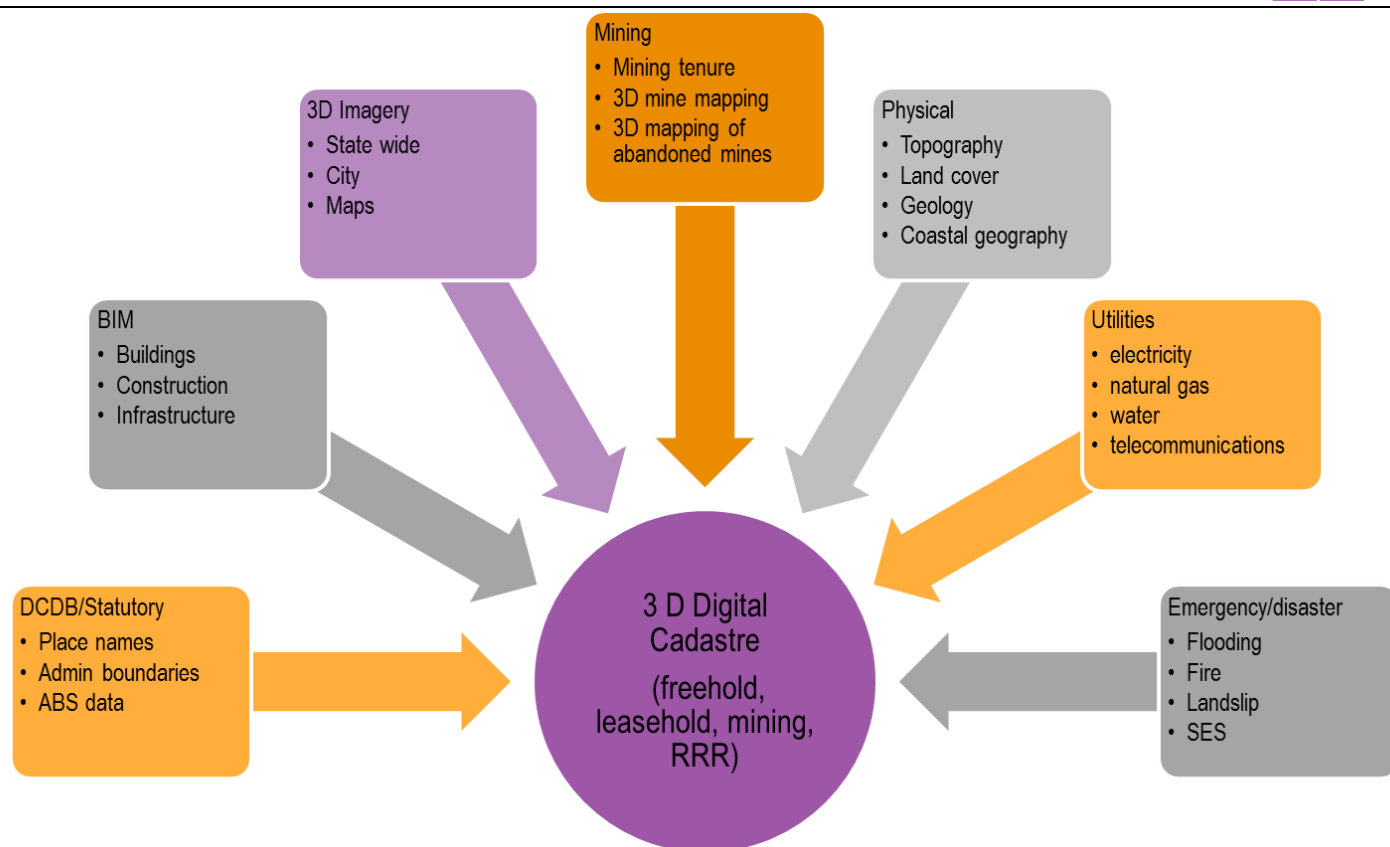 Mining
• Mining tenure
• 3D mine mapping
• 3D mapping of
abandoned mines
3D Imagery
• State wide
• City
• Maps
Physical
• Topography
• Land cover
• Geology
• Coastal geography
BIM
• Buildings
• Construction
• Infrastructure
Utilities
• electricity
• natural gas
• water
• telecommunications
DCDB/Statutory
• Place names
• Admin boundaries
• ABS data
3 D Digital
Cadastre
(freehold,
leasehold, mining,
RRR)
Emergency/disaster
• Flooding
• Fire
• Landslip
• SES